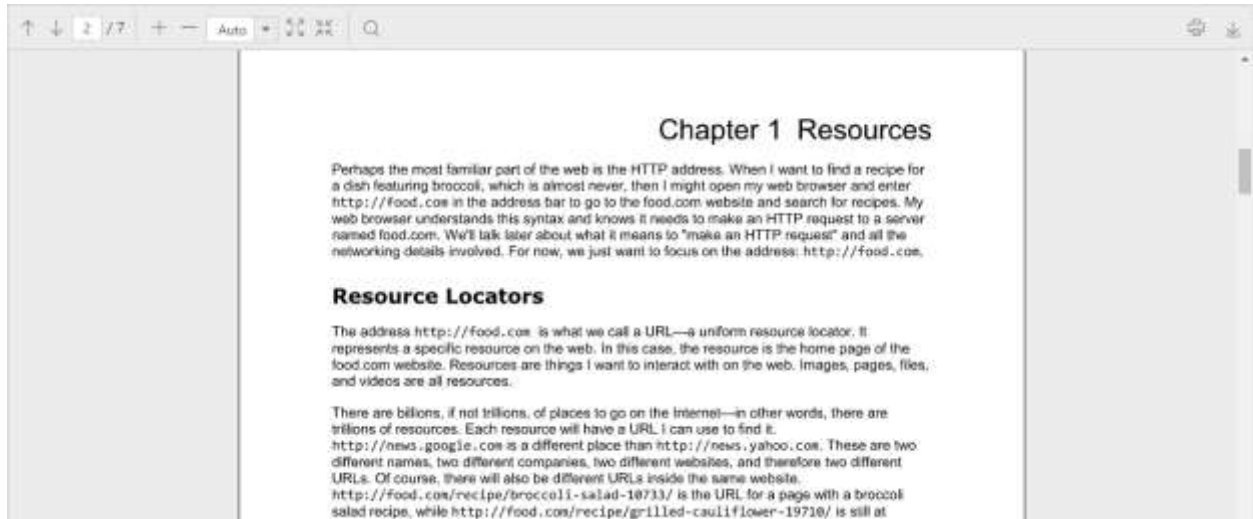 2 / 7 Auto
Chapter 1 Resources
Perhaps the most familiar part of the web is the HTTP address. When I want to find a recipe for
a dish featuring broccoli, which is almost never, then I might open my web browser and enter
http://food.com in the address bar to go to the food.com website and search for recipes. My
web browser understands this syntax and knows it needs to make an HTTP request to a server
named food.com. We'll talk later about what it means to "make an HTTP request" and all the
networking details involved. For now, we just want to focus on the address: http://food.com.
Resource Locators
The address http://food.com is what we call a URL—a uniform resource locator. It
represents a specific resource on the web. In this case, the resource is the home page of the
food.com website. Resources are things I want to interact with on the web. Images, pages, files,
and videos are all resources.
There are billions, if not trillions, of places to go on the Internet—in other words, there are
trillions of resources. Each resource will have a URL I can use to find it.
http://news.google.com is a different place than http://news.yahoo.com. These are two
different names, two different companies, two different websites, and therefore two different
URLs. Of course, there will also be different URLs inside the same website.
http://food.com/recipe/broccoli-salad-10733/ is the URL for a page with a broccoli
salad recipe, while http://food.com/recipe/grilled-cauliflower-19710/ is still at